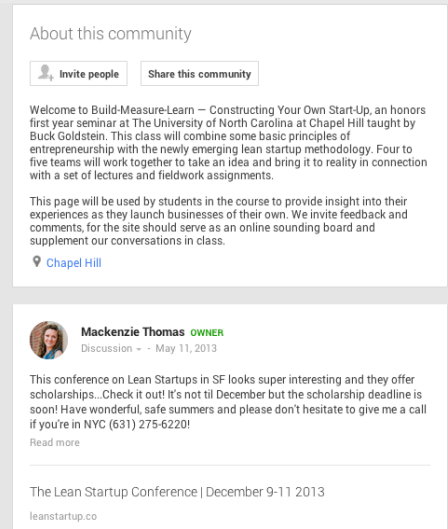 About this community
Invite people
Share this community
Welcome to Build-Measure-Learn — Constructing Your Own Start-Up, an honors
first year seminar at The University of North Carolina at Chapel Hill taught by
Buck Goldstein. This class will combine some basic principles of
entrepreneurship with the newly emerging lean startup methodology. Four to
five teams will work together to take an idea and bring it to reality in connection
with a set of lectures and fieldwork assignments.
This page will be used by students in the course to provide insight into their
experiences as they launch businesses of their own. We invite feedback and
comments, for the site should serve as an online sounding board and
supplement our conversations in class.
Chapel Hill
Mackenzie Thomas OWNER
Discussion - May 11, 2013
This conference on Lean Startups in SF looks super interesting and they offer
scholarships...Check it out! It's not til December but the scholarship deadline is
soon! Have wonderful, safe summers and please don't hesitate to give me a call
if you're in NYC (631) 275-6220!
Read more
The Lean Startup Conference | December 9-11 2013
leanstartup.co